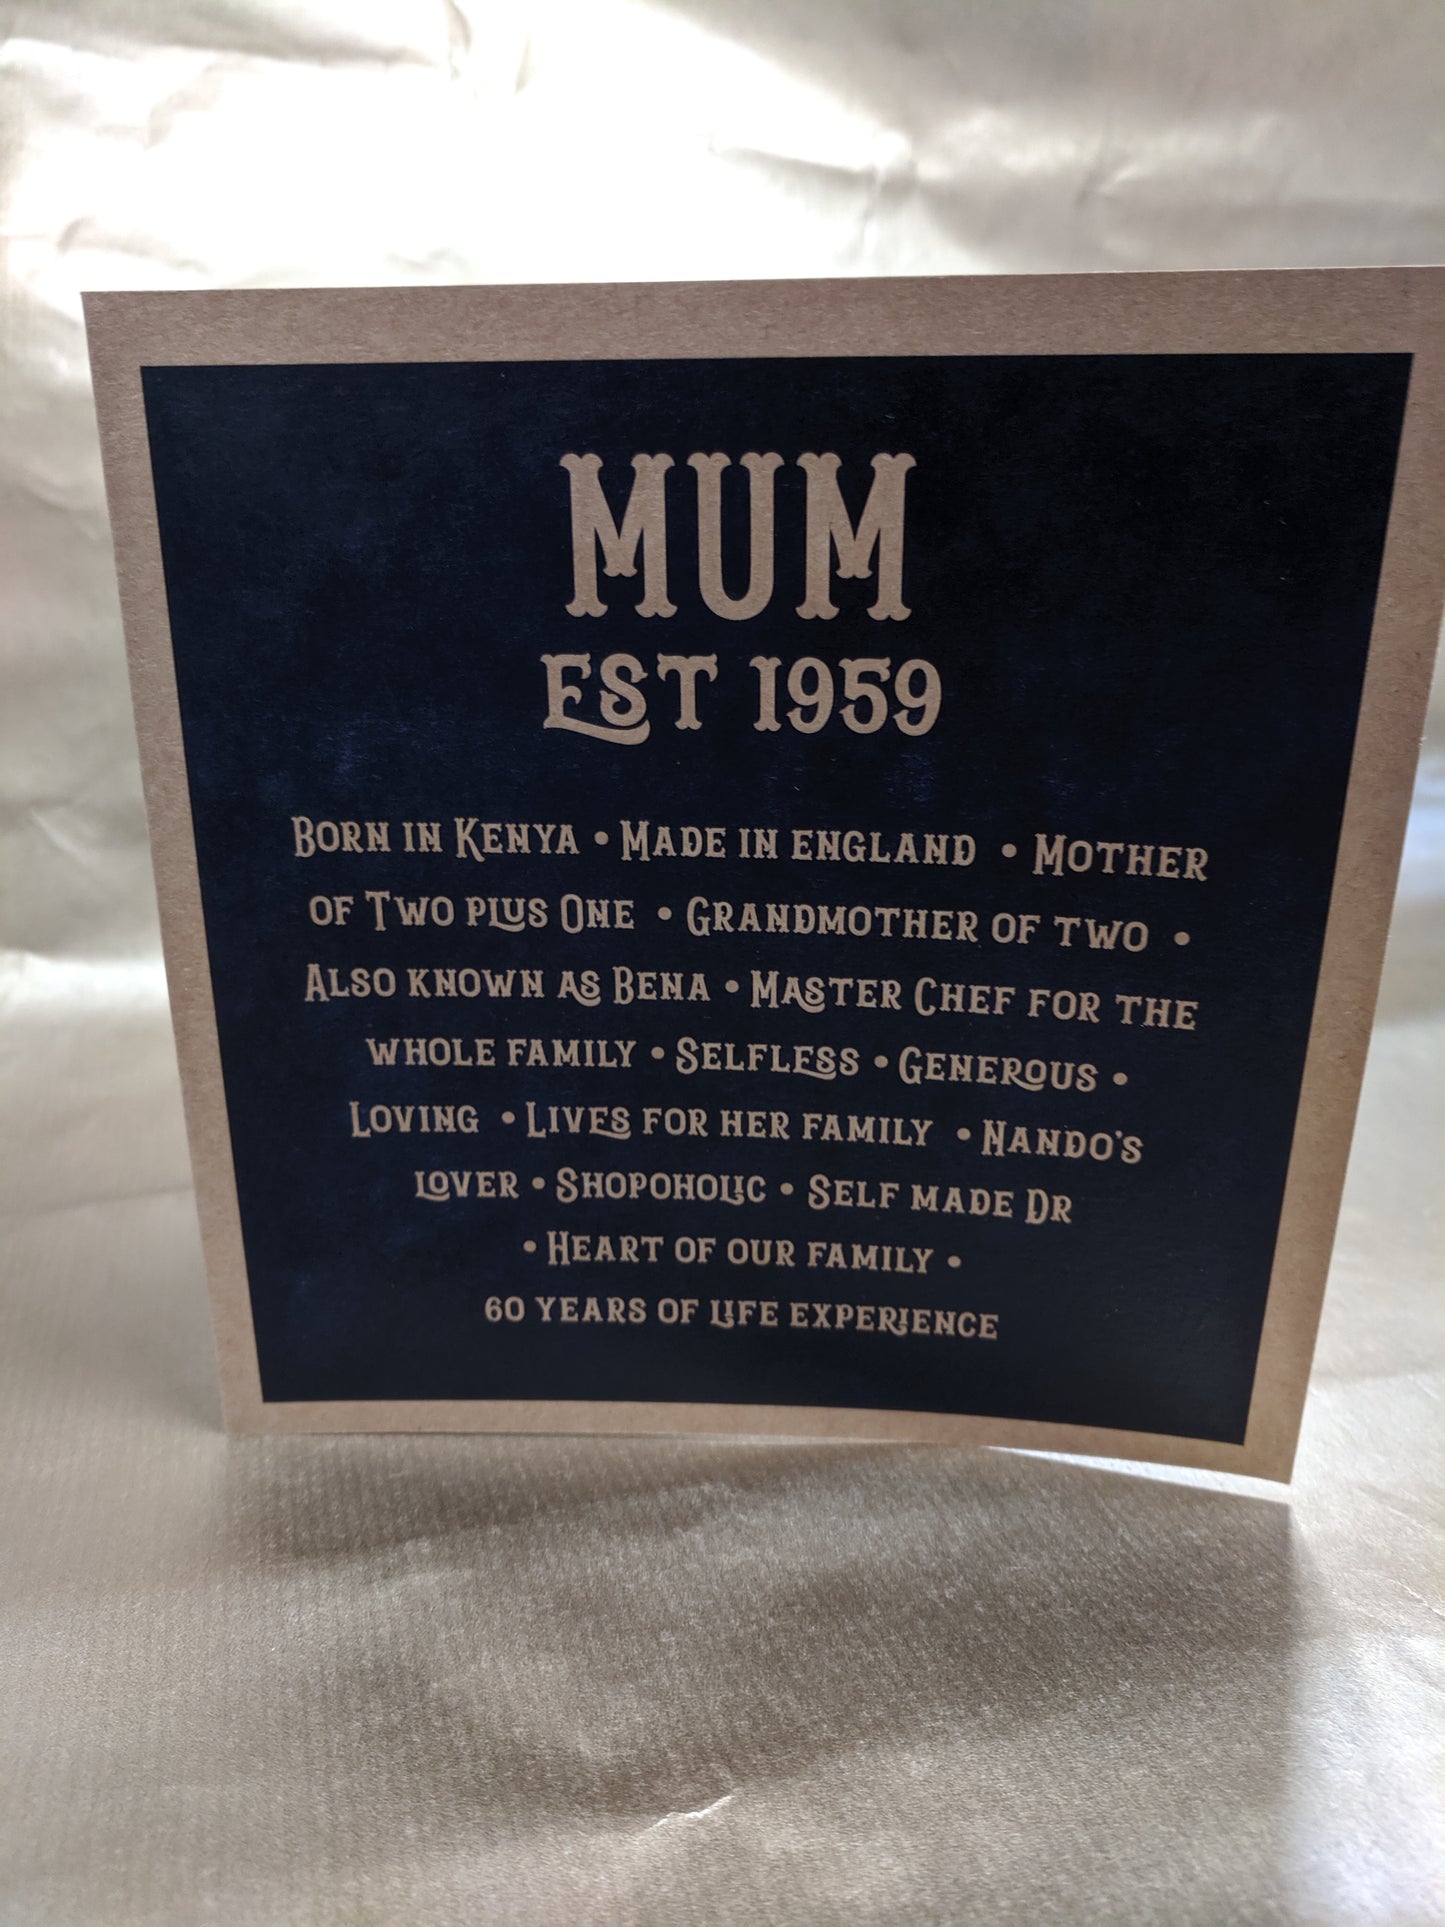 MUM
EST 1959
BORN IN KENYA • MADE IN ENGLAND • MOTHER
OF TWO PLUS ONE • GRANDMOTHER OF TWO •
ALSO KNOWN AS BENA • MASTER CHEF FOR THE
WHOLE FAMILY • SELFLESS • GENEROUS •
LOVING • LIVES FOR HER FAMILY • NANDO'S
LOVER • SHOPOHOLIC • SELF MADE DR
• HEART OF OUR FAMILY •
60 YEARS OF LIFE EXPERIENCE